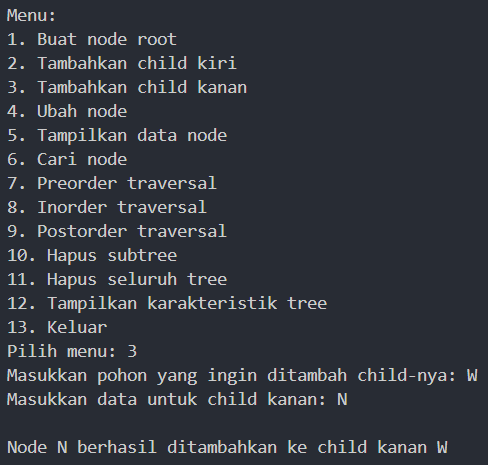 Menu:
1. Buat node root
2. Tambahkan child kiri
3. Tambahkan child kanan
4. Ubah node
5. Tampilkan data node
6. Cari node
7. Preorder traversal
8. Inorder traversal
9. Postorder traversal
10. Hapus subtree
11. Hapus seluruh tree
12. Tampilkan karakteristik tree
13. Keluar
Pilih menu: 3
Masukkan pohon yang ingin ditambah child-nya: W
Masukkan data untuk child kanan: N
Node N berhasil ditambahkan ke child kanan W